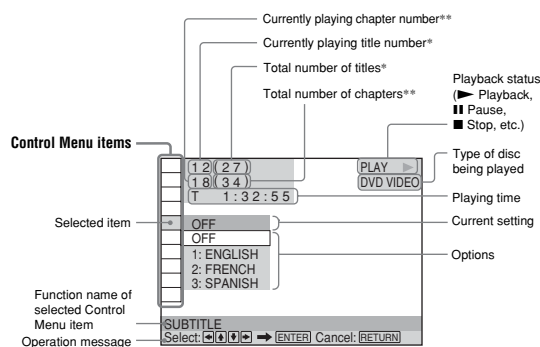 Currently playing chapter number**
Currently playing title number*
Total number of titles*
Total number of chapters**
Playback status
(► Playback,
❚❚ Pause,
■ Stop, etc.)
Control Menu items
Type of disc
being played
Playing time
Current setting
Options
Selected item
Function name of
selected Control
Menu item
Operation message
1 2 ( 2 7 )
1 8 ( 3 4 )
T 1 : 3 2 : 5 5
PLAY ►
DVD VIDEO
OFF
OFF
1: ENGLISH
2: FRENCH
3: SPANISH
SUBTITLE
Select: ←↑↓→ ➡ ENTER Cancel: RETURN